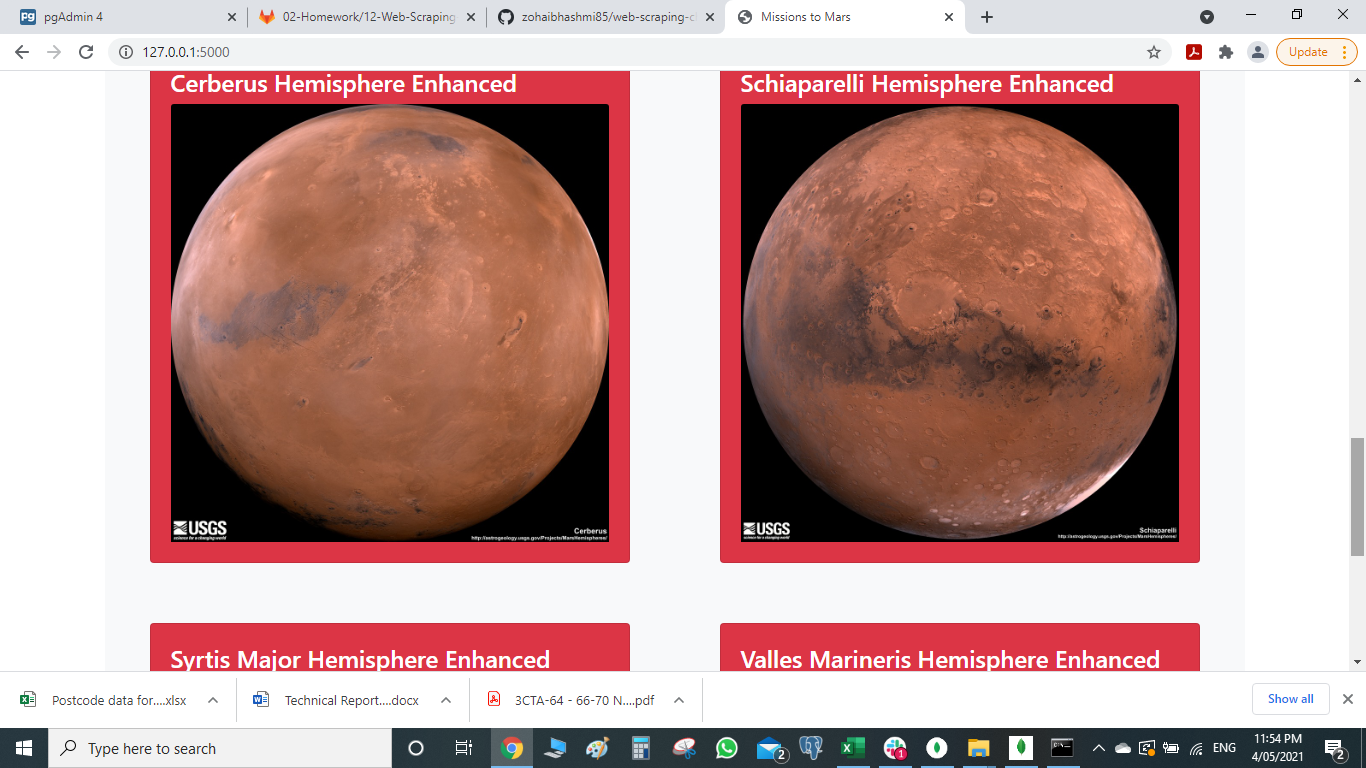 pgAdmin 4
02-Homework/12-Web-Scraping
zohaibhashmi85/web-scraping-c
Missions to Mars
127.0.0.1:5000
Update
Cerberus Hemisphere Enhanced
Schiaparelli Hemisphere Enhanced
USGS
science for a changing world
Cerberus
http://astrogeology.usgs.gov/Projects/MarsHemispheres/
USGS
science for a changing world
Schiaparelli
http://astrogeology.usgs.gov/Projects/MarsHemispheres/
Syrtis Major Hemisphere Enhanced
Valles Marineris Hemisphere Enhanced
Postcode data for....xlsx
Technical Report....docx
3CTA-64 - 66-70 N....pdf
Show all
Type here to search
2
1
ENG
11:54 PM
4/05/2021
2